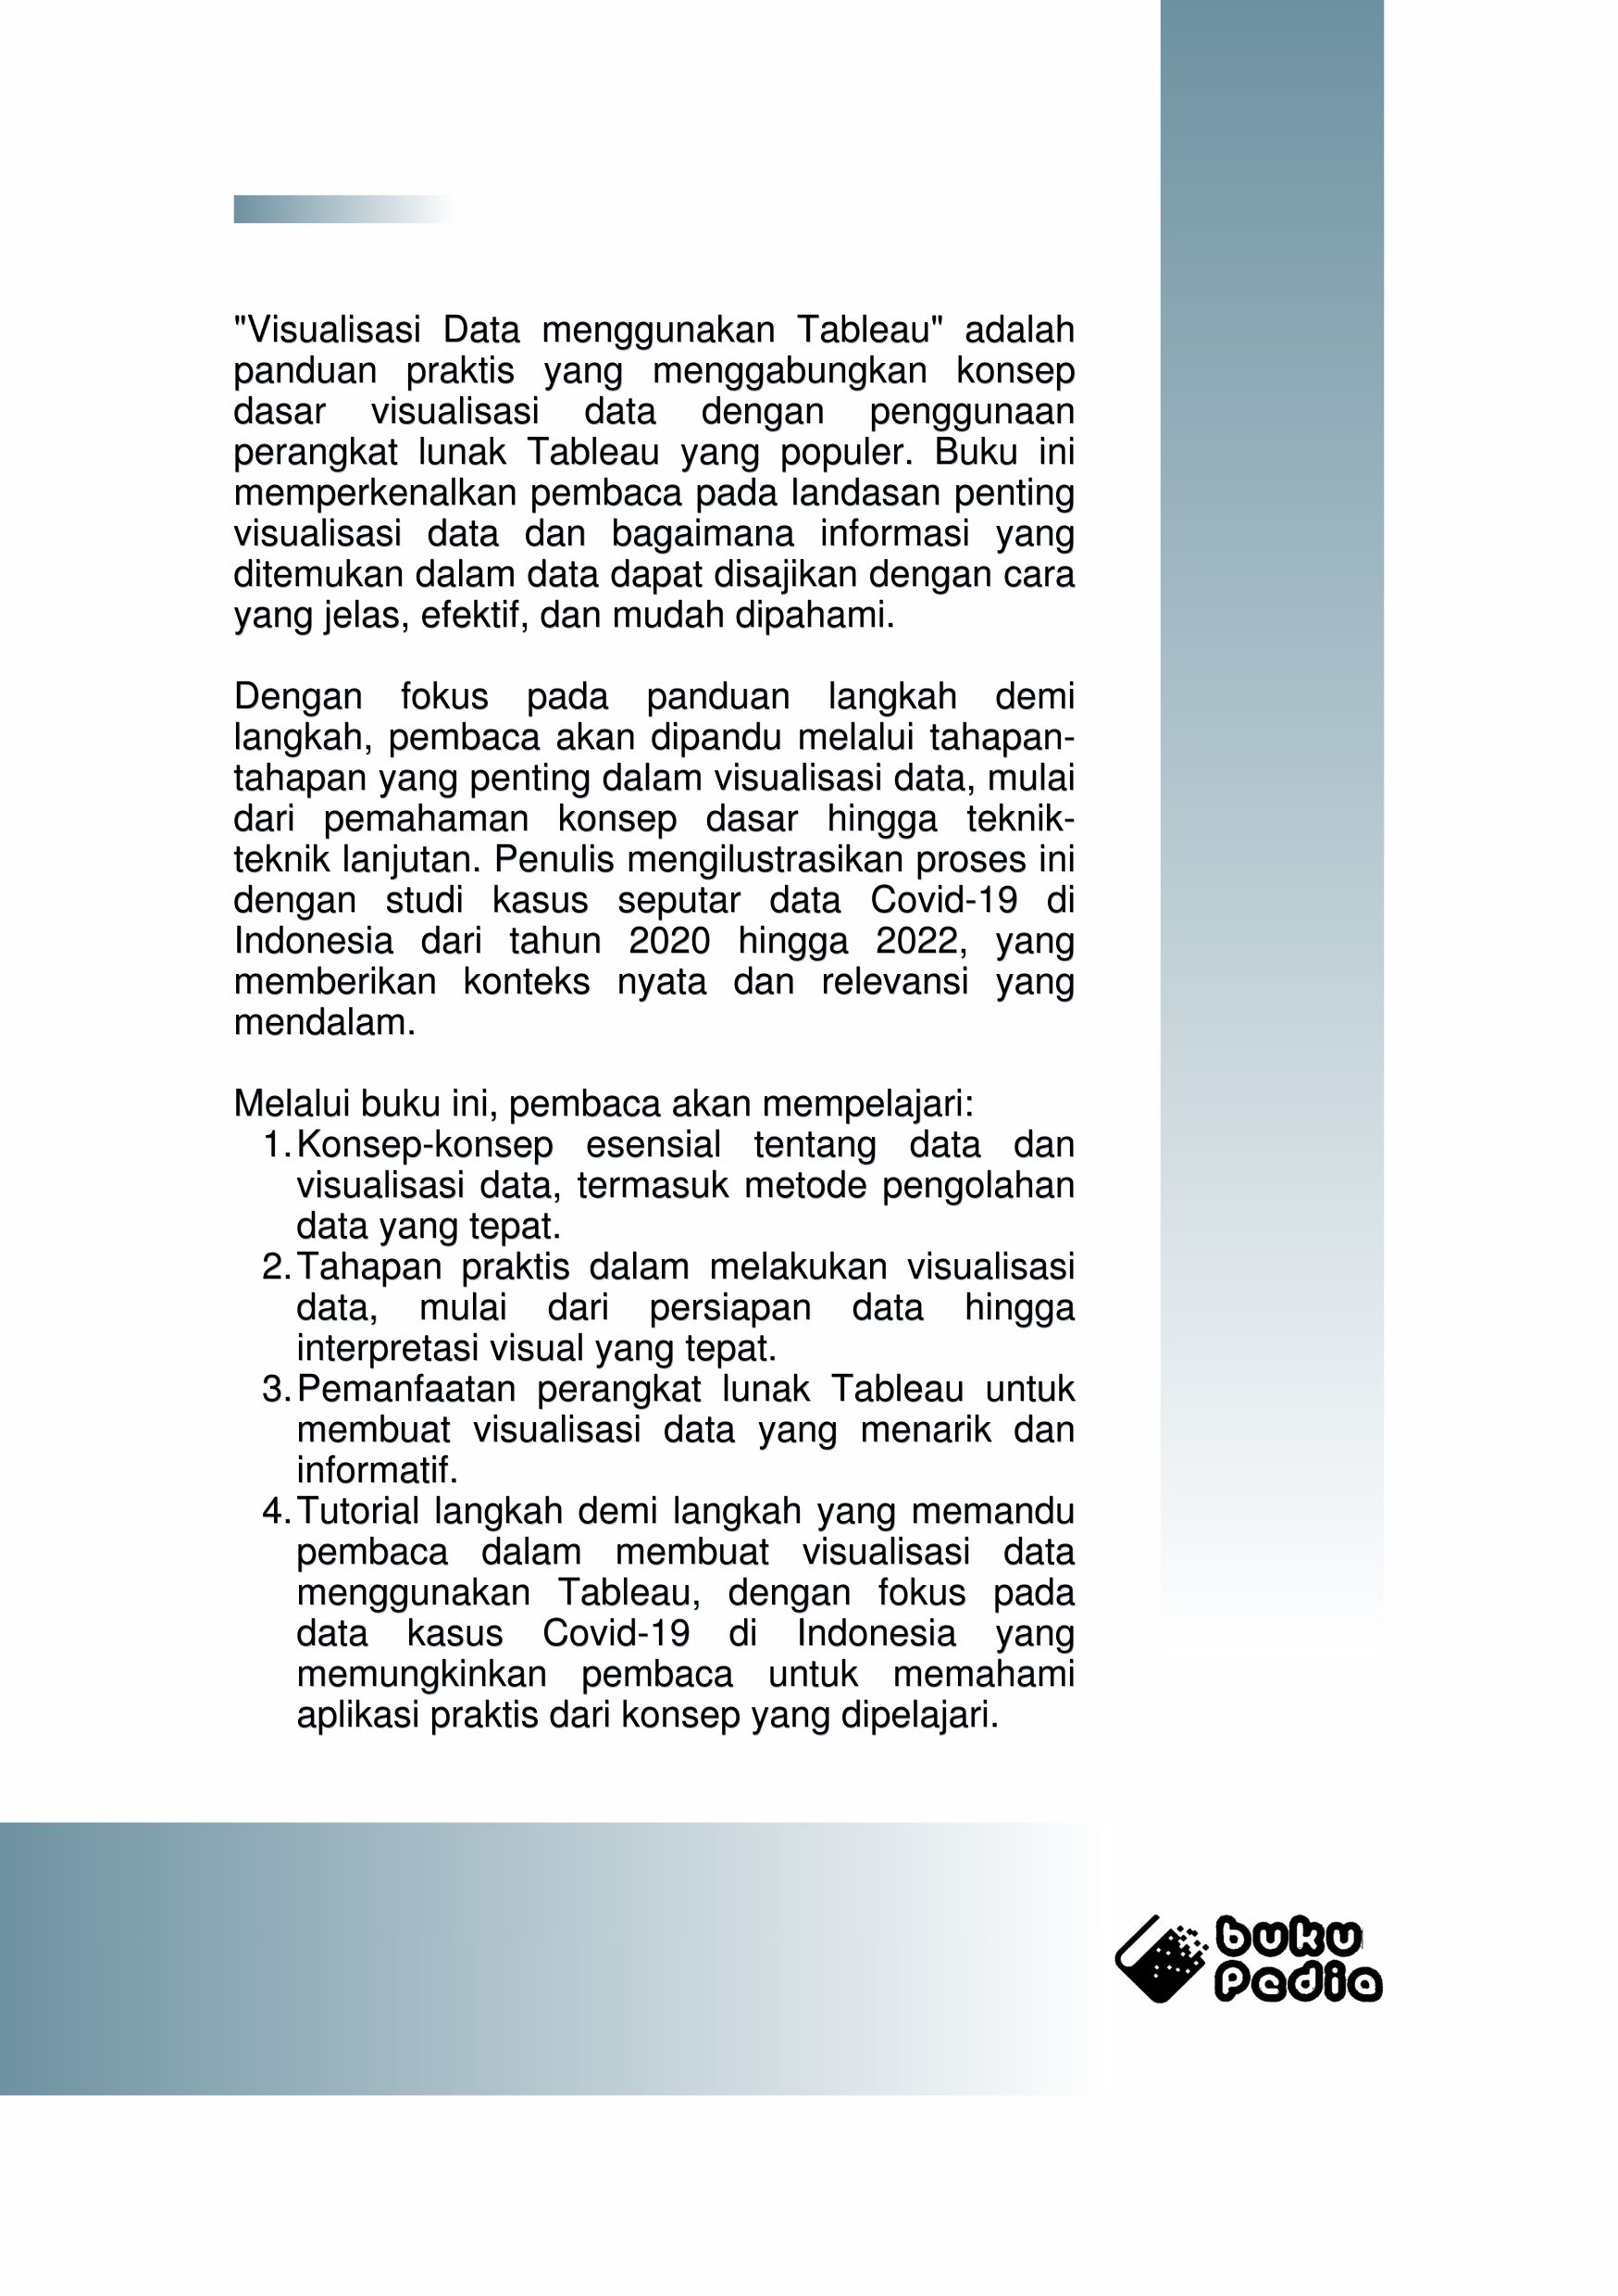 "Visualisasi Data menggunakan Tableau" adalah
panduan praktis yang menggabungkan konsep
dasar visualisasi data dengan penggunaan
perangkat lunak Tableau yang populer. Buku ini
memperkenalkan pembaca pada landasan penting
visualisasi data dan bagaimana informasi yang
ditemukan dalam data dapat disajikan dengan cara
yang jelas, efektif, dan mudah dipahami.
Dengan fokus pada panduan langkah demi
langkah, pembaca akan dipandu melalui tahapan-
tahapan yang penting dalam visualisasi data, mulai
dari pemahaman konsep dasar hingga teknik-
teknik lanjutan. Penulis mengilustrasikan proses ini
dengan studi kasus seputar data Covid-19 di
Indonesia dari tahun 2020 hingga 2022, yang
memberikan konteks nyata dan relevansi yang
mendalam.
Melalui buku ini, pembaca akan mempelajari:
1. Konsep-konsep esensial tentang data dan
visualisasi data, termasuk metode pengolahan
data yang tepat.
2. Tahapan praktis dalam melakukan visualisasi
data, mulai dari persiapan data hingga
interpretasi visual yang tepat.
3. Pemanfaatan perangkat lunak Tableau untuk
membuat visualisasi data yang menarik dan
informatif.
4. Tutorial langkah demi langkah yang memandu
pembaca dalam membuat visualisasi data
menggunakan Tableau, dengan fokus pada
data kasus Covid-19 di Indonesia yang
memungkinkan pembaca untuk memahami
aplikasi praktis dari konsep yang dipelajari.
buku
Pedia